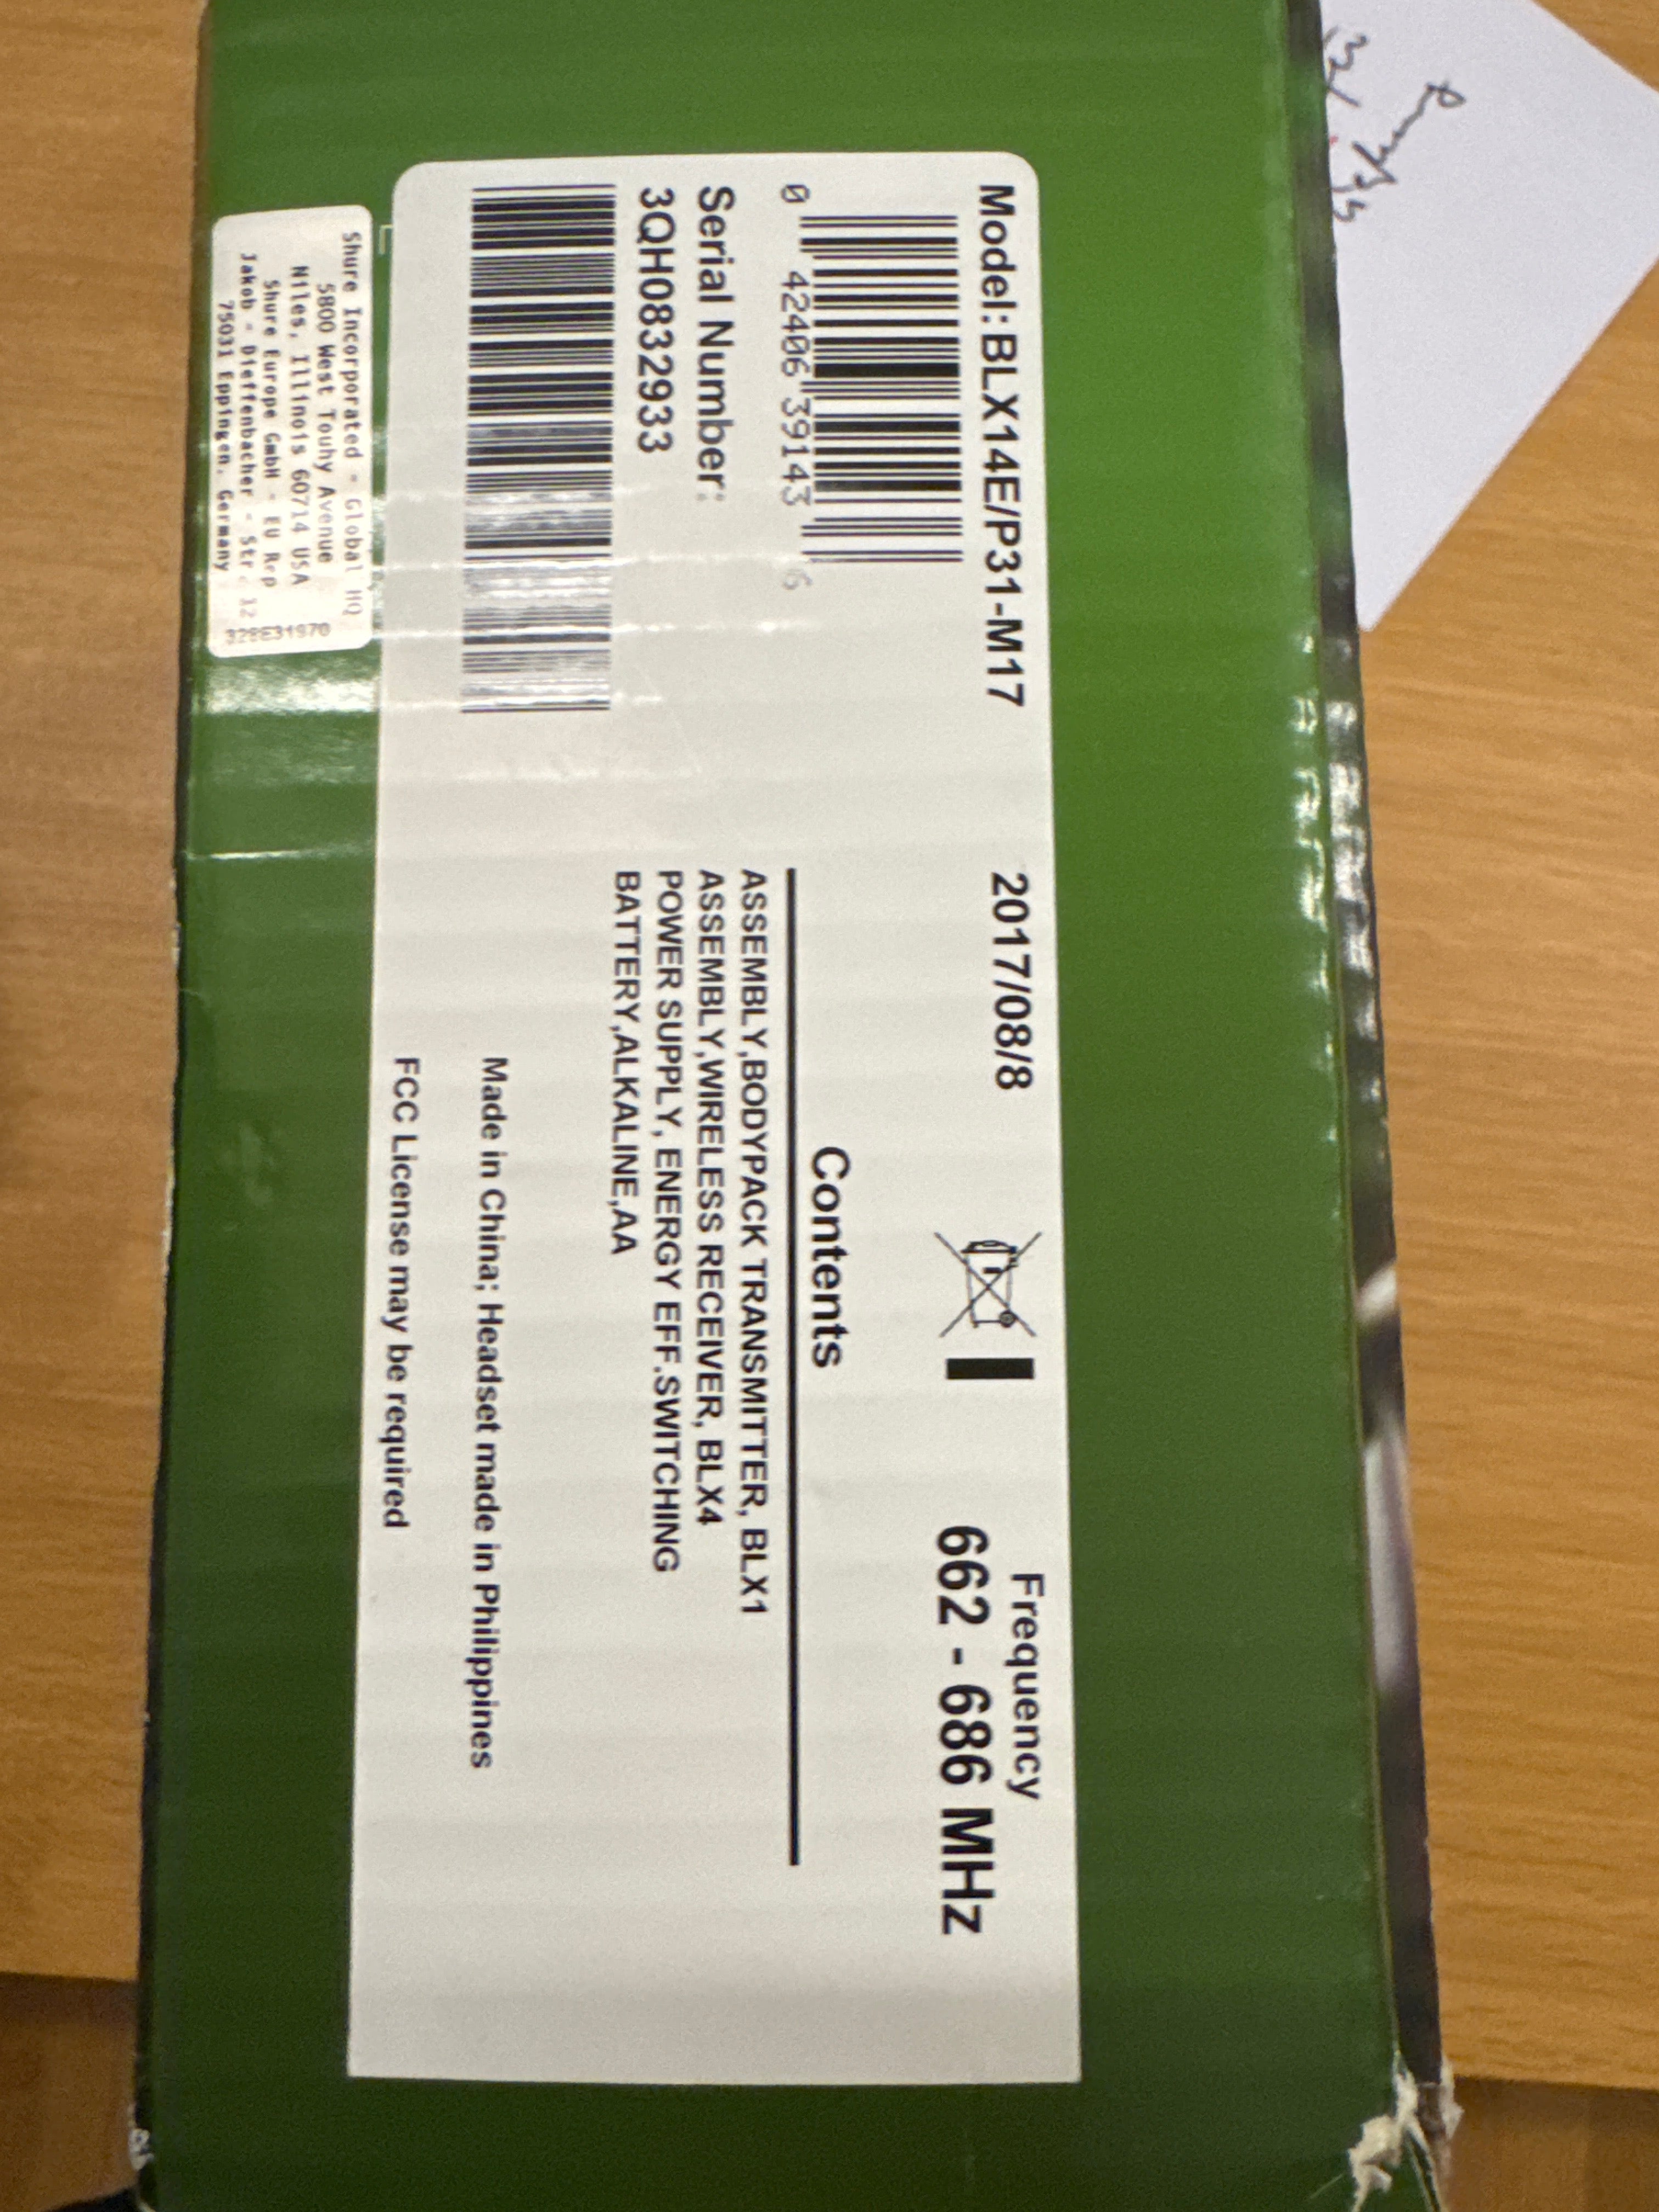 Model: BLX14E/P31-M17
0 42406 39143 6
Serial Number:
3QH0832933
2017/08/8
Frequency
662 - 686 MHz
Contents
ASSEMBLY,BODYPACK TRANSMITTER, BLX1
ASSEMBLY,WIRELESS RECEIVER, BLX4
POWER SUPPLY, ENERGY EFF.SWITCHING
BATTERY,ALKALINE,AA
Made in China; Headset made in Philippines
FCC License may be required
Shure Incorporated - Global HQ
5800 West Touhy Avenue
Niles, Illinois 60714 USA
Shure Europe GmbH - EU Rep
Jakob - Dieffenbacher - Str. 12
75031 Eppingen, Germany